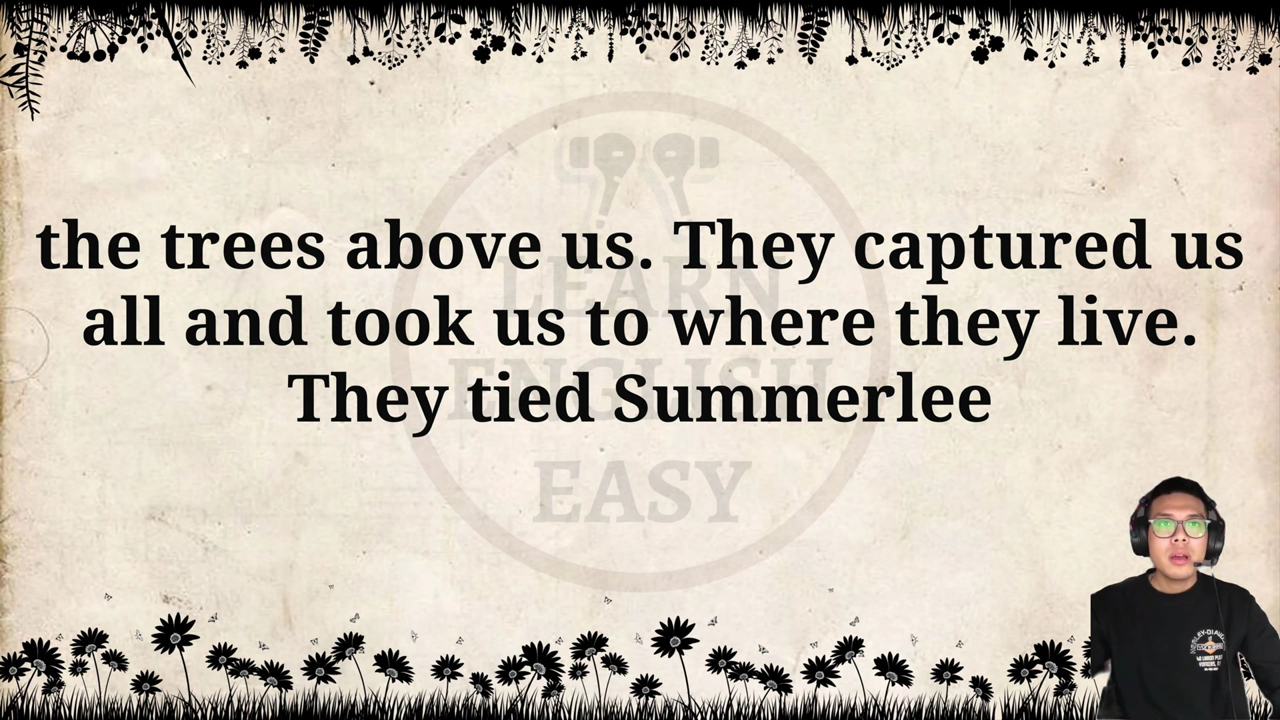 the trees above us. They captured us
all and took us to where they live.
They tied Summerlee
LEARN
ENGLISH
EASY